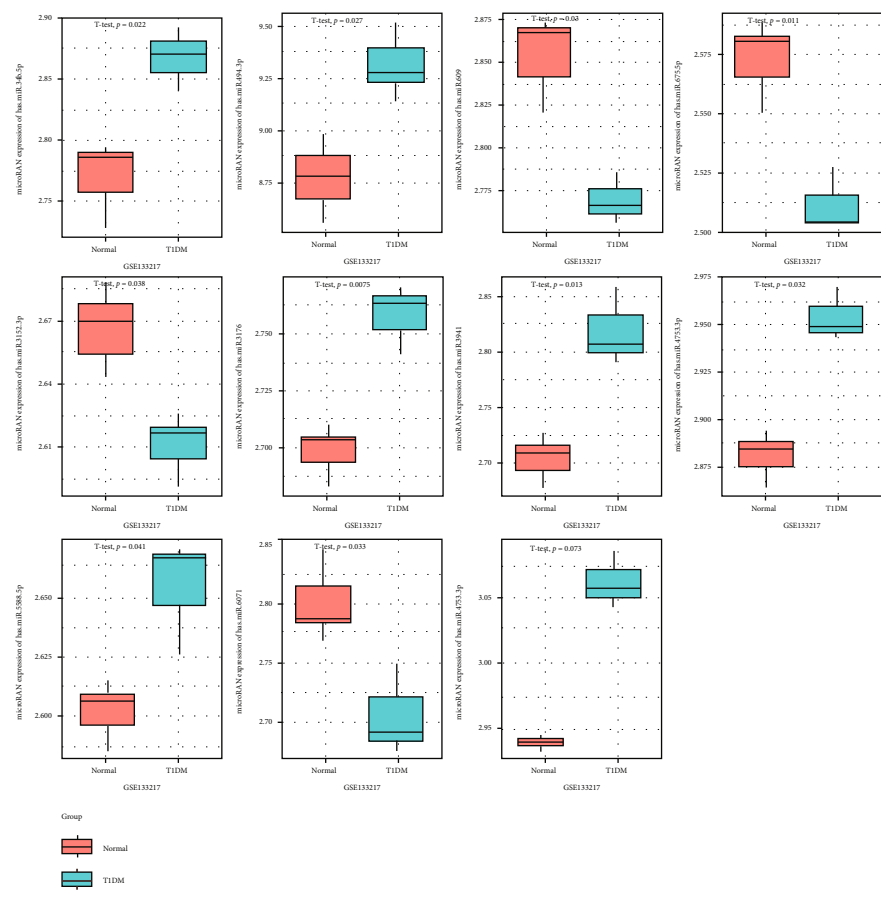 T-test, p = 0.022
microRAN expression of has.miR.346.5p
2.90
2.85
2.80
2.75
2.70
Normal T1DM
GSE133217
T-test, p = 0.027
microRAN expression of has.miR.494.3p
9.50
9.25
9.00
8.75
Normal T1DM
GSE133217
T-test, p = 0.03
microRAN expression of has.miR609
2.875
2.850
2.825
2.800
2.775
Normal T1DM
GSE133217
T-test, p = 0.011
microRAN expression of has.miR.675.5p
2.575
2.550
2.525
2.500
Normal T1DM
GSE133217
T-test, p = 0.038
microRAN expression of has.miR3152.3p
2.67
2.64
2.61
Normal T1DM
GSE133217
T-test, p = 0.0075
microRAN expression of has.miR3176
2.750
2.725
2.700
Normal T1DM
GSE133217
T-test, p = 0.013
microRAN expression of has.miR3941
2.85
2.80
2.75
2.70
Normal T1DM
GSE133217
T-test, p = 0.032
microRAN expression of has.miR.4753.3p
2.975
2.950
2.925
2.900
2.875
Normal T1DM
GSE133217
T-test, p = 0.041
microRAN expression of has.miR.5588.5p
2.650
2.625
2.600
Normal T1DM
GSE133217
T-test, p = 0.033
microRAN expression of has.miR.6071
2.85
2.80
2.75
2.70
Normal T1DM
GSE133217
T-test, p = 0.073
microRAN expression of has.miR.4753.3p
3.05
3.00
2.95
Normal T1DM
GSE133217
Group
Normal
T1DM